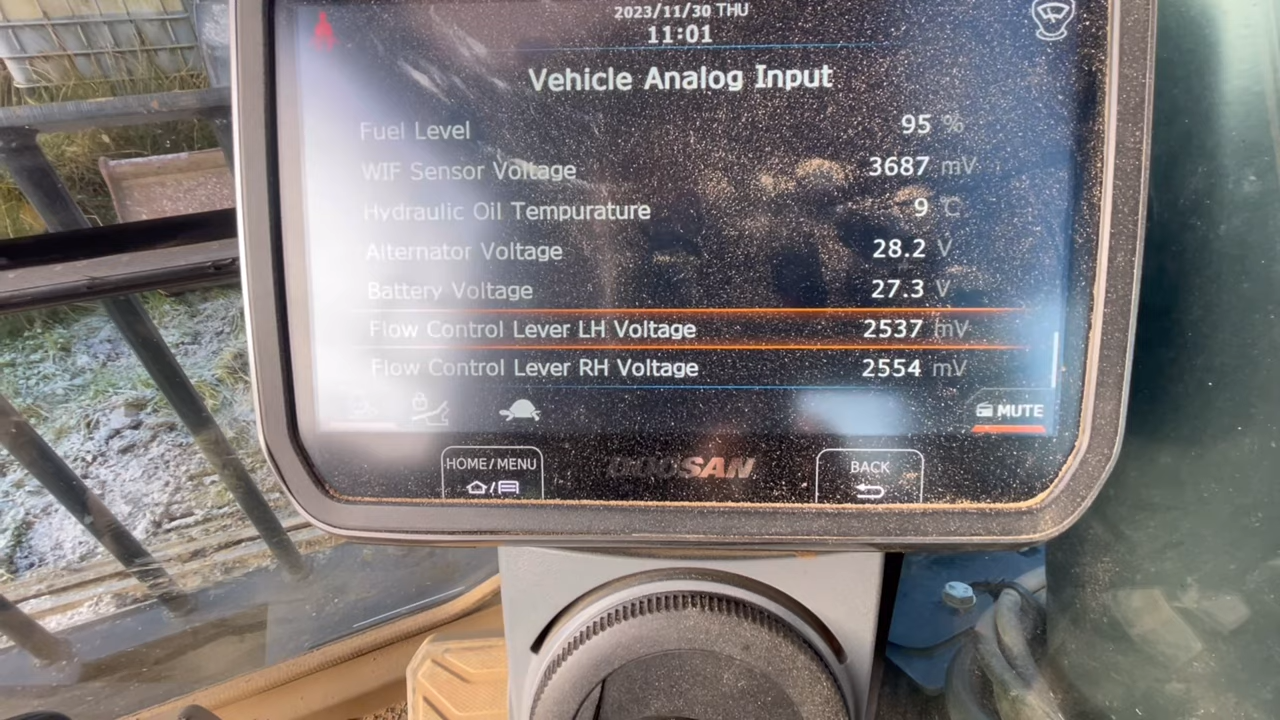 2023/11/30 THU
11:01
Vehicle Analog Input
Fuel Level 95 %
WIF Sensor Voltage 3687 mV
Hydraulic Oil Tempurature 9 C
Alternator Voltage 28.2 V
Battery Voltage 27.3 V
Flow Control Lever LH Voltage 2537 mV
Flow Control Lever RH Voltage 2554 mV
MUTE
HOME/MENU
DOOSAN
BACK